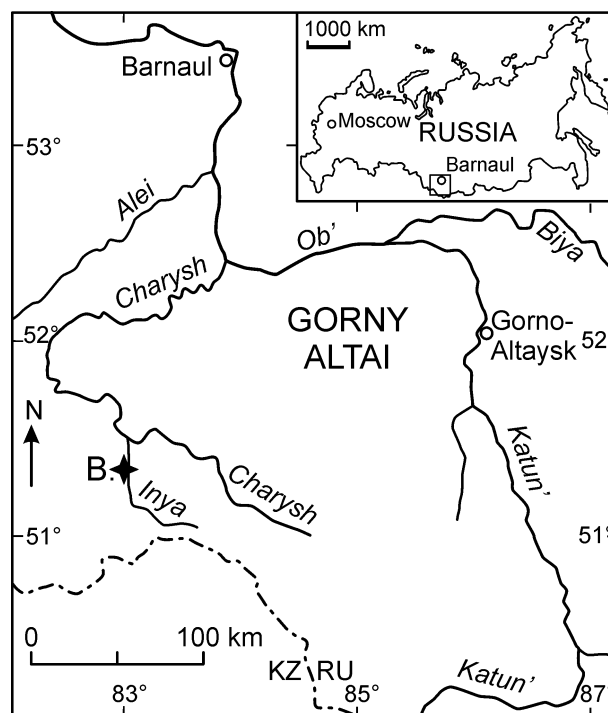 Barnaul
1000 km
Moscow
RUSSIA
Barnaul
53°
Alei
Ob'
Biya
Charysh
GORNY
ALTAI
Gorno-
Altaysk
52°
52
N
Katun'
B.
Charysh
Inya
51°
51°
0 100 km
KZ RU
Katun'
83° 85° 87